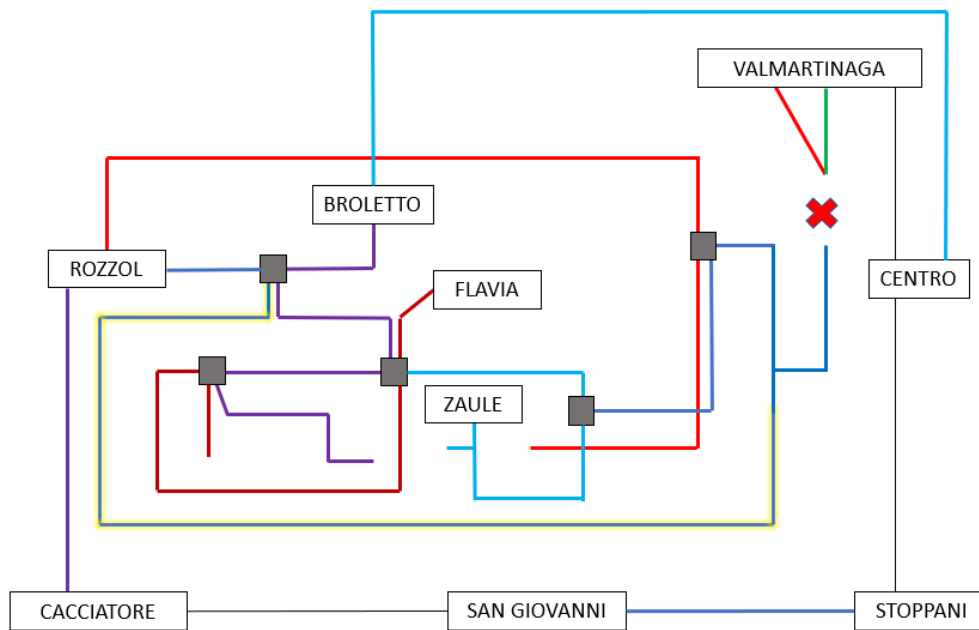 VALMARTINAGA
BROLETTO
ROZZOL
FLAVIA
CENTRO
ZAULE
CACCIATORE
SAN GIOVANNI
STOPPANI